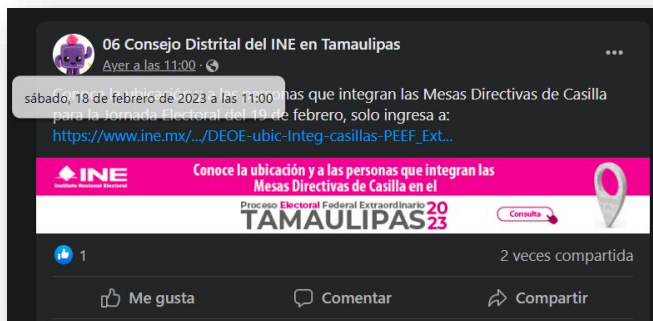 06 Consejo Distrital del INE en Tamaulipas
Ayer a las 11:00 ·
sábado, 18 de febrero de 2023 a las 11:00
Conoce la ubicación y a las personas que integran las Mesas Directivas de Casilla
para la Jornada Electoral del 19 de febrero, solo ingresa a:
https://www.ine.mx/.../DEOE-ubic-Integ-casillas-PEEF_Ext...
INE
Instituto Nacional Electoral
Conoce la ubicación y a las personas que integran las
Mesas Directivas de Casilla en el
Proceso Electoral Federal Extraordinario
TAMAULIPAS 2023
Consulta
1
2 veces compartida
Me gusta
Comentar
Compartir